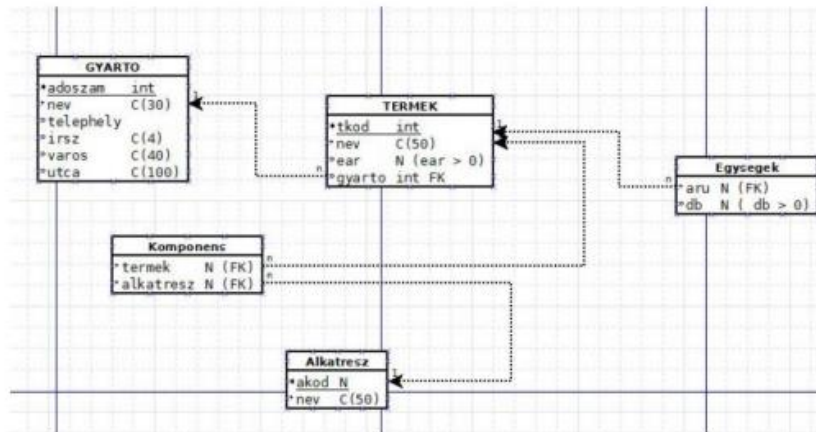 GYARTO
adoszam int
nev C(30)
telephely
irsz C(4)
varos C(40)
utca C(100)
1
n
TERMEK
tkod int
nev C(50)
ear N (ear > 0)
gyarto int FK
1
n
Egysegek
aru N (FK)
db N ( db > 0)
Komponens
termek N (FK)
alkatresz N (FK)
n
n
Alkatresz
akod N
nev C(50)
1